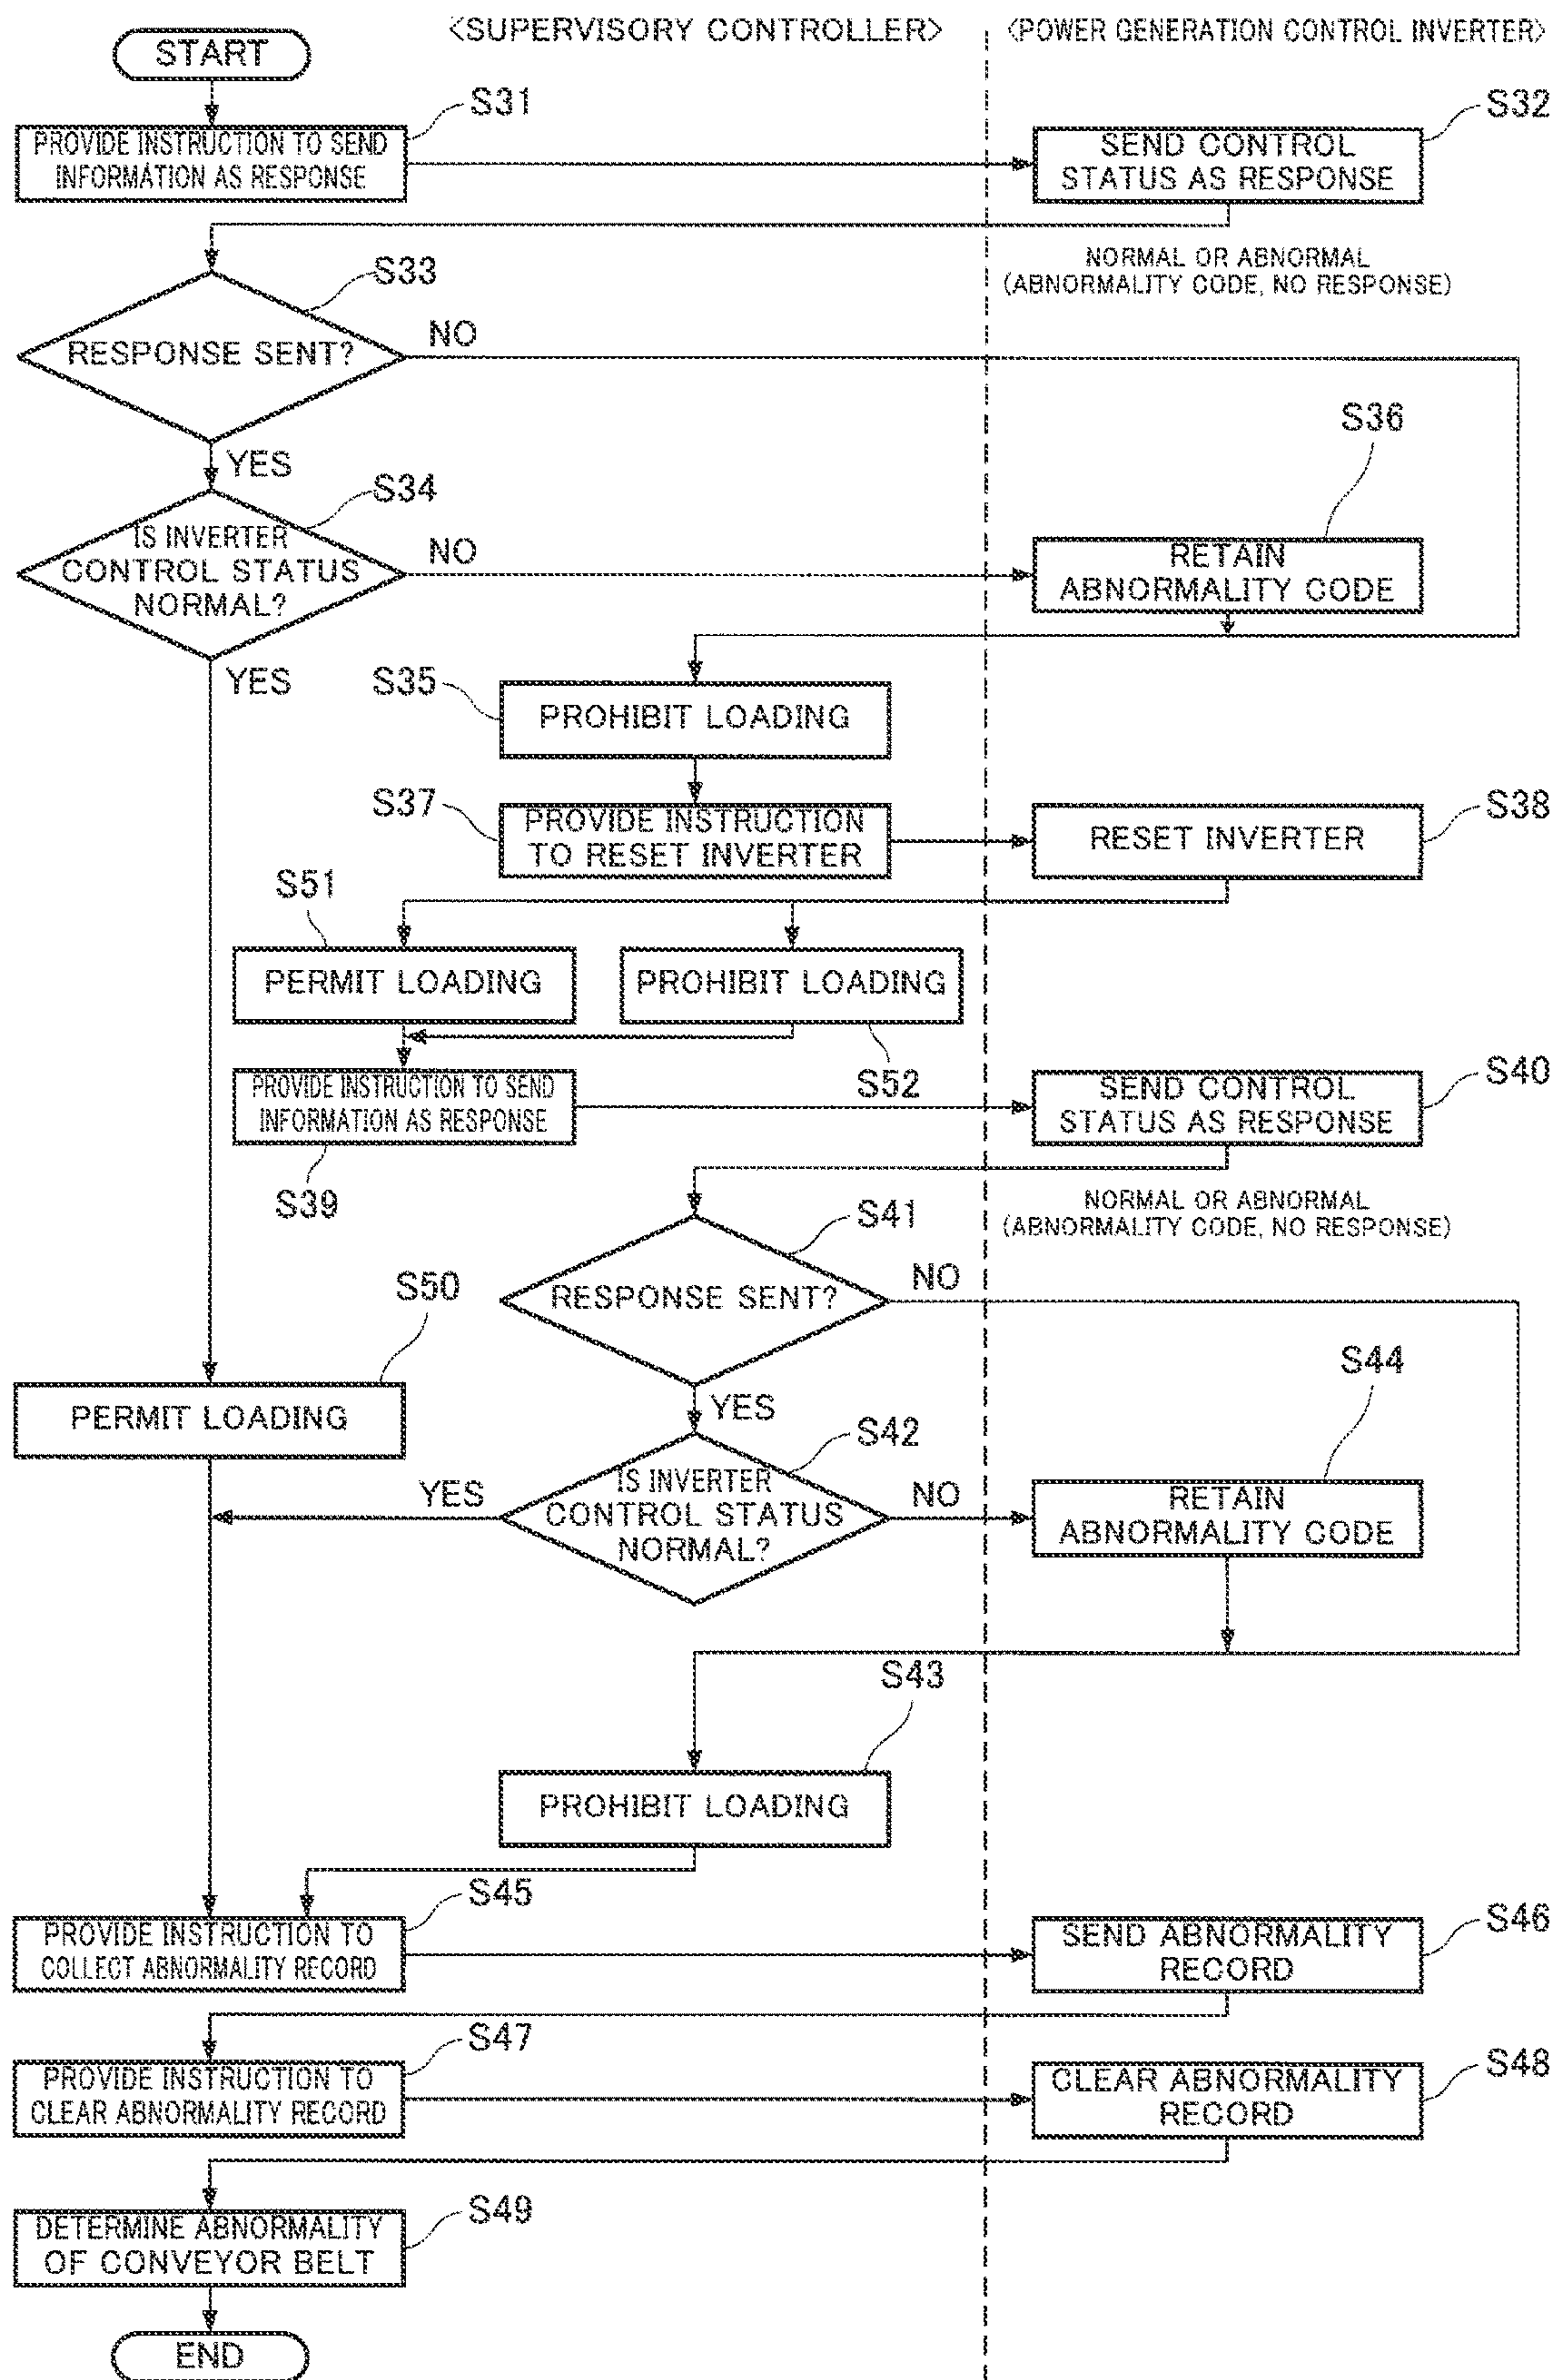 <SUPERVISORY CONTROLLER>
<POWER GENERATION CONTROL INVERTER>
START
S31
PROVIDE INSTRUCTION TO SEND
INFORMATION AS RESPONSE
S32
SEND CONTROL
STATUS AS RESPONSE
NORMAL OR ABNORMAL
(ABNORMALITY CODE, NO RESPONSE)
S33
RESPONSE SENT?
NO
YES
S34
IS INVERTER
CONTROL STATUS
NORMAL?
NO
YES
S36
RETAIN
ABNORMALITY CODE
S35
PROHIBIT LOADING
S37
PROVIDE INSTRUCTION
TO RESET INVERTER
S38
RESET INVERTER
S51
PERMIT LOADING
PROHIBIT LOADING
S52
PROVIDE INSTRUCTION TO SEND
INFORMATION AS RESPONSE
S39
S40
SEND CONTROL
STATUS AS RESPONSE
NORMAL OR ABNORMAL
(ABNORMALITY CODE, NO RESPONSE)
S41
RESPONSE SENT?
NO
YES
S50
PERMIT LOADING
S42
IS INVERTER
CONTROL STATUS
NORMAL?
YES
NO
S44
RETAIN
ABNORMALITY CODE
S43
PROHIBIT LOADING
S45
PROVIDE INSTRUCTION TO
COLLECT ABNORMALITY RECORD
S46
SEND ABNORMALITY
RECORD
S47
PROVIDE INSTRUCTION TO
CLEAR ABNORMALITY RECORD
S48
CLEAR ABNORMALITY
RECORD
S49
DETERMINE ABNORMALITY
OF CONVEYOR BELT
END